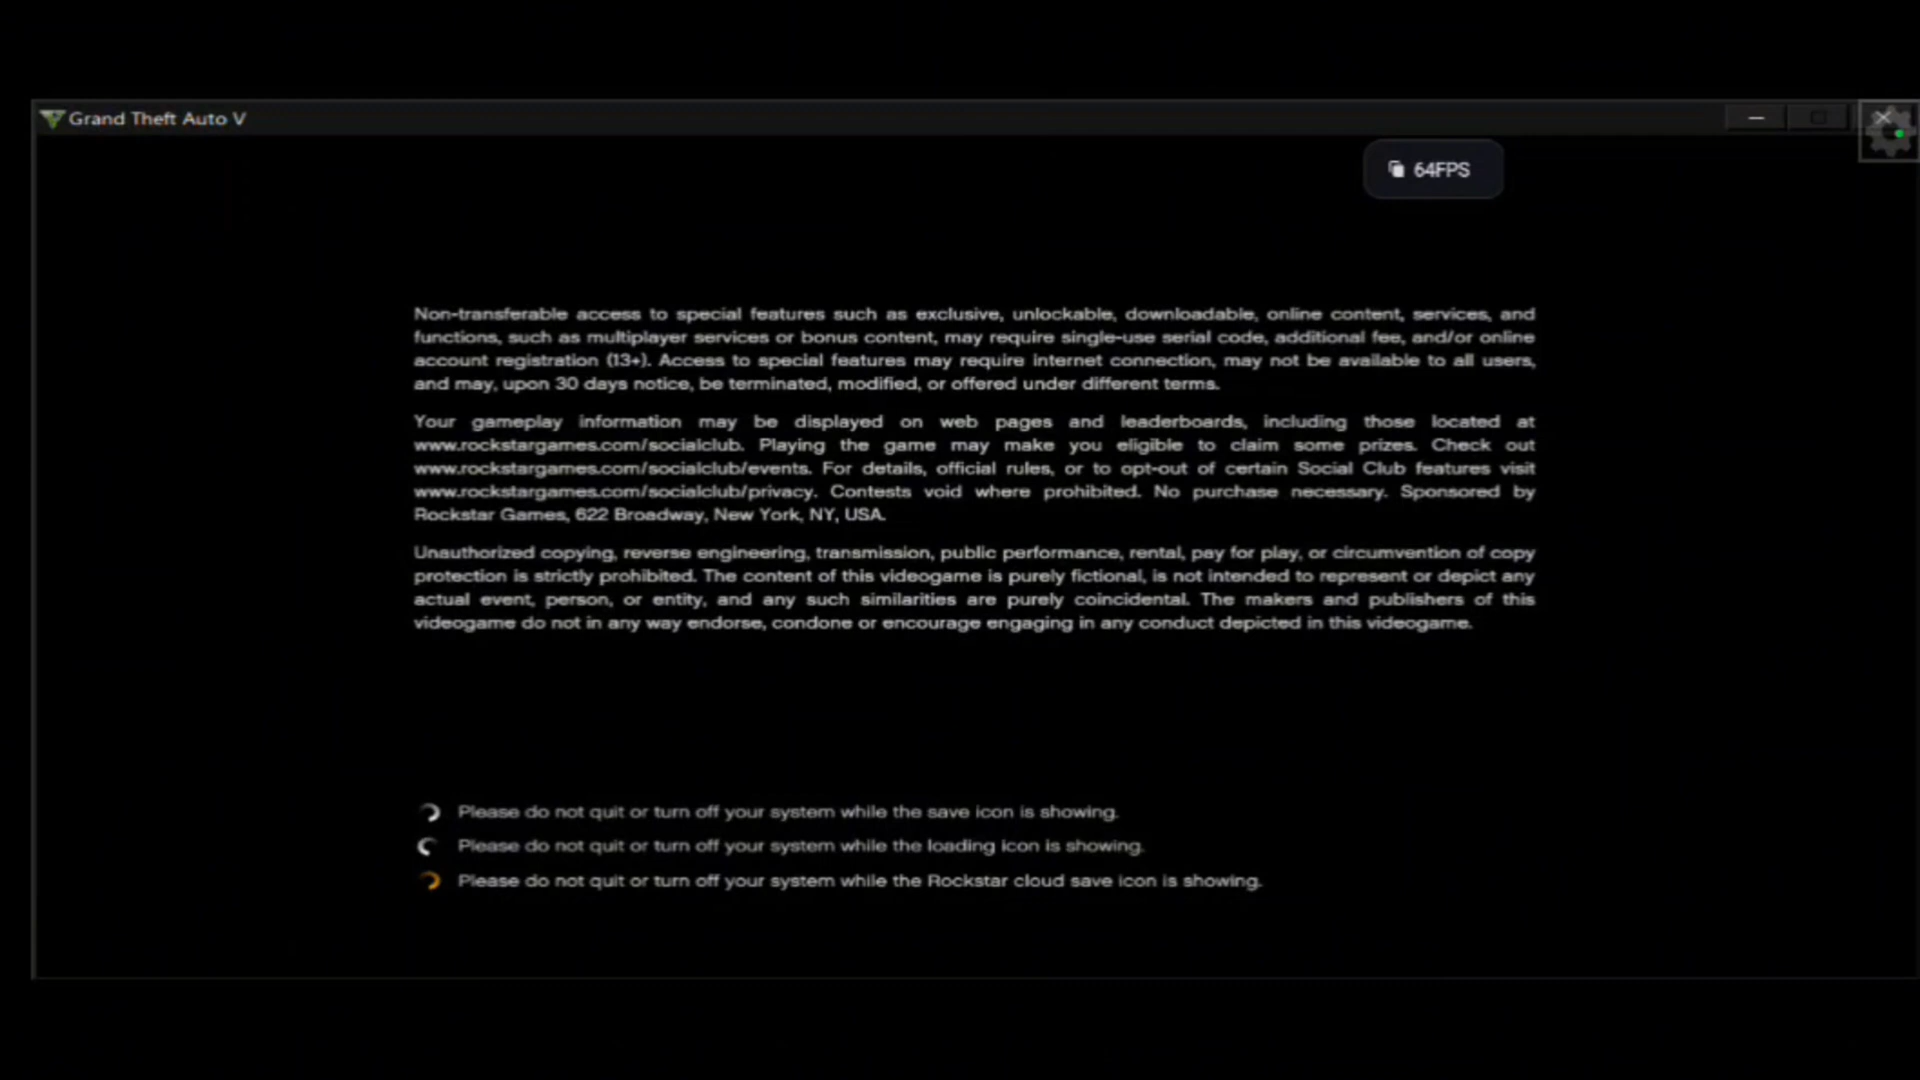 Grand Theft Auto V
64FPS
Non-transferable access to special features such as exclusive, unlockable, downloadable, online content, services, and
functions, such as multiplayer services or bonus content, may require single-use serial code, additional fee, and/or online
account registration (13+). Access to special features may require internet connection, may not be available to all users,
and may, upon 30 days notice, be terminated, modified, or offered under different terms.
Your gameplay information may be displayed on web pages and leaderboards, including those located at
www.rockstargames.com/socialclub. Playing the game may make you eligible to claim some prizes. Check out
www.rockstargames.com/socialclub/events. For details, official rules, or to opt-out of certain Social Club features visit
www.rockstargames.com/socialclub/privacy. Contests void where prohibited. No purchase necessary. Sponsored by
Rockstar Games, 622 Broadway, New York, NY, USA.
Unauthorized copying, reverse engineering, transmission, public performance, rental, pay for play, or circumvention of copy
protection is strictly prohibited. The content of this videogame is purely fictional, is not intended to represent or depict any
actual event, person, or entity, and any such similarities are purely coincidental. The makers and publishers of this
videogame do not in any way endorse, condone or encourage engaging in any conduct depicted in this videogame.
Please do not quit or turn off your system while the save icon is showing.
Please do not quit or turn off your system while the loading icon is showing.
Please do not quit or turn off your system while the Rockstar cloud save icon is showing.